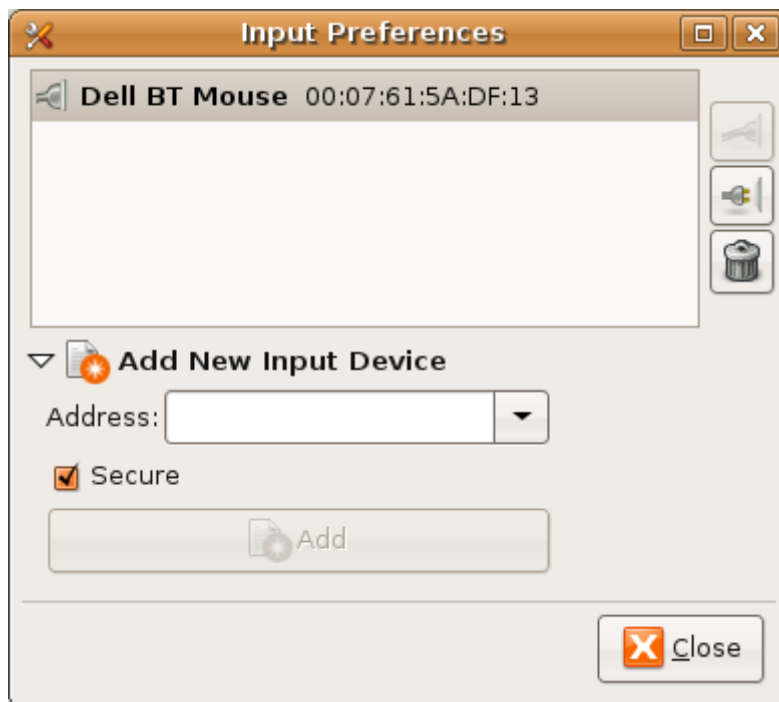 Input Preferences
Dell BT Mouse 00:07:61:5A:DF:13
Add New Input Device
Address:
Secure
Add
Close